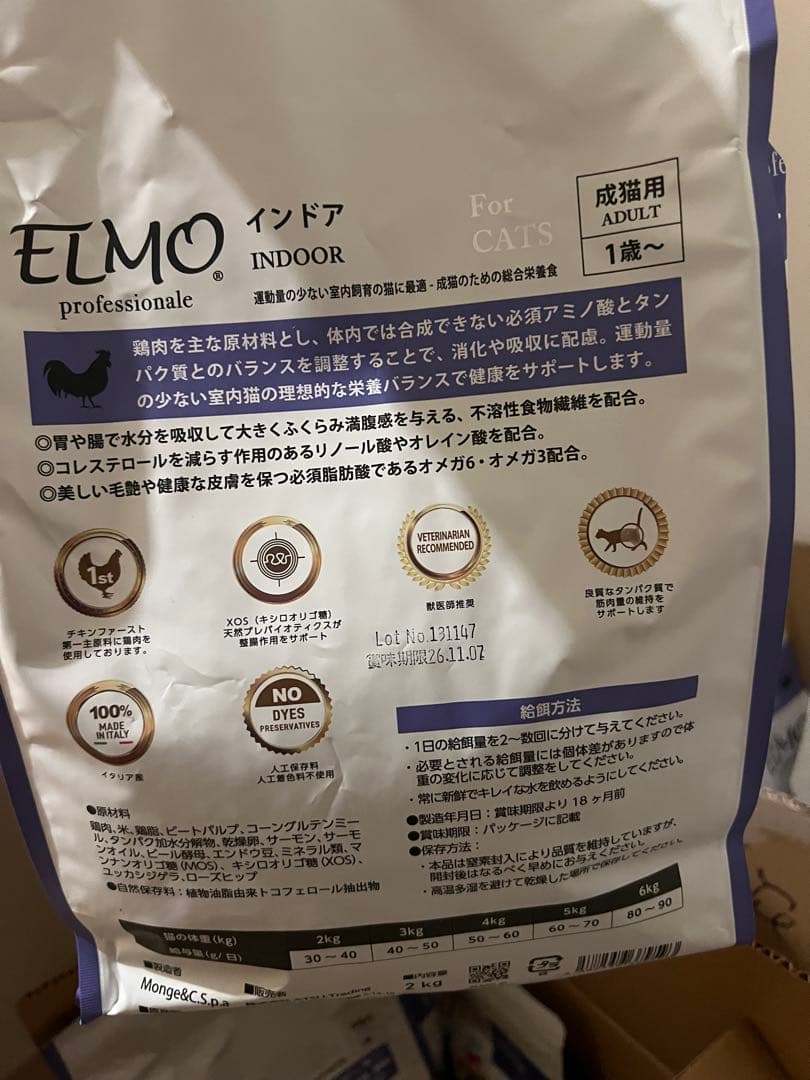 ELMO®
professionale
インドア
INDOOR
For
CATS
成猫用
ADULT
1歳～
運動量の少ない室内飼育の猫に最適 - 成猫のための総合栄養食
鶏肉を主な原材料とし、体内では合成できない必須アミノ酸とタン
パク質とのバランスを調整することで、消化や吸収に配慮。運動量
の少ない室内猫の理想的な栄養バランスで健康をサポートします。
◎胃や腸で水分を吸収して大きくふくらみ満腹感を与える、不溶性食物繊維を配合。
◎コレステロールを減らす作用のあるリノール酸やオレイン酸を配合。
◎美しい毛艶や健康な皮膚を保つ必須脂肪酸であるオメガ6・オメガ3配合。
1st
チキンファースト
第一主原料に鶏肉を
使用しております。
XOS（キシロオリゴ糖）
天然プレバイオティクスが
整腸作用をサポート
VETERINARIAN
RECOMMENDED
獣医師推奨
良質なタンパク質で
筋肉量の維持を
サポートします
Lot No.131147
賞味期限26.11.07
100%
MADE
IN ITALY
イタリア産
NO
DYES
PRESERVATIVES
人工保存料
人工着色料不使用
給餌方法
・1日の給餌量を2～数回に分けて与えてください。
・必要とされる給餌量には個体差がありますので体
重の変化に応じて調整をしてください。
・常に新鮮でキレイな水を飲めるようにしてください。
●製造年月日：賞味期限より 18 ヶ月前
●賞味期限：パッケージに記載
●保存方法：
・本品は窒素封入により品質を維持していますが、
開封後はなるべく早めにお与えください。
・高温多湿を避けて乾燥した場所で保存してください。
●原材料
鶏肉、米、鶏脂、ビートパルプ、コーングルテンミー
ル、タンパク加水分解物、乾燥卵、サーモン、サーモ
ンオイル、ビール酵母、エンドウ豆、ミネラル類、マ
ンナンオリゴ糖（MOS）、キシロオリゴ糖（XOS）、
ユッカシジゲラ、ローズヒップ
●自然保存料：植物油脂由来トコフェロール抽出物
猫の体重（kg） 2kg 3kg 4kg 5kg 6kg
給与量（g/日） 30～40 40～50 50～60 60～70 80～90
■製造者
Monge&C.S.p.a
■販売者
Trading
■内容量
2 kg